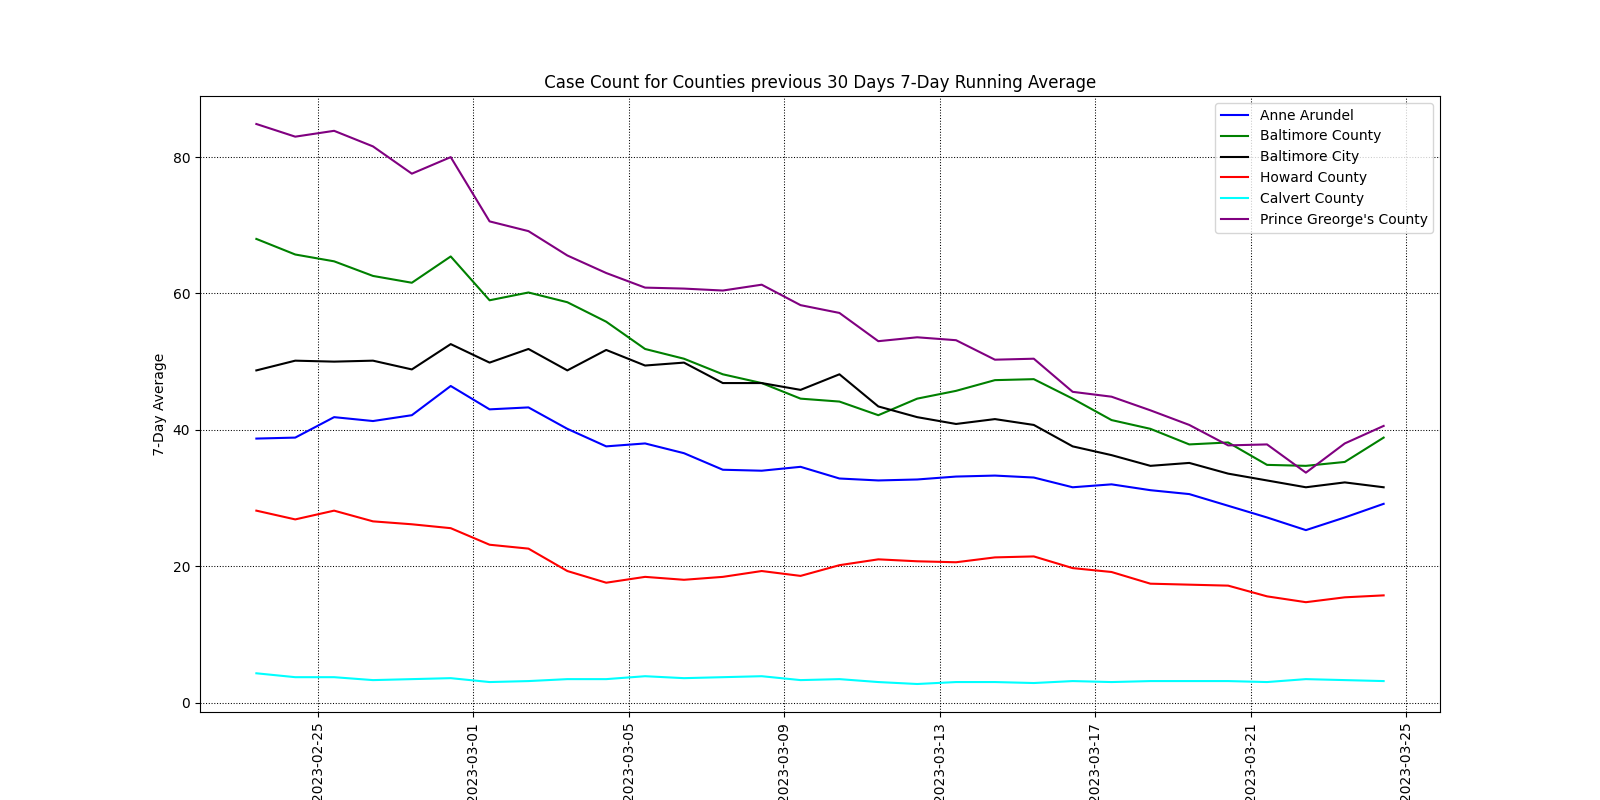 Case Count for Counties previous 30 Days 7-Day Running Average
Anne Arundel
Baltimore County
Baltimore City
Howard County
Calvert County
Prince Greorge's County
7-Day Average
80
60
40
20
0
2023-02-25
2023-03-01
2023-03-05
2023-03-09
2023-03-13
2023-03-17
2023-03-21
2023-03-25